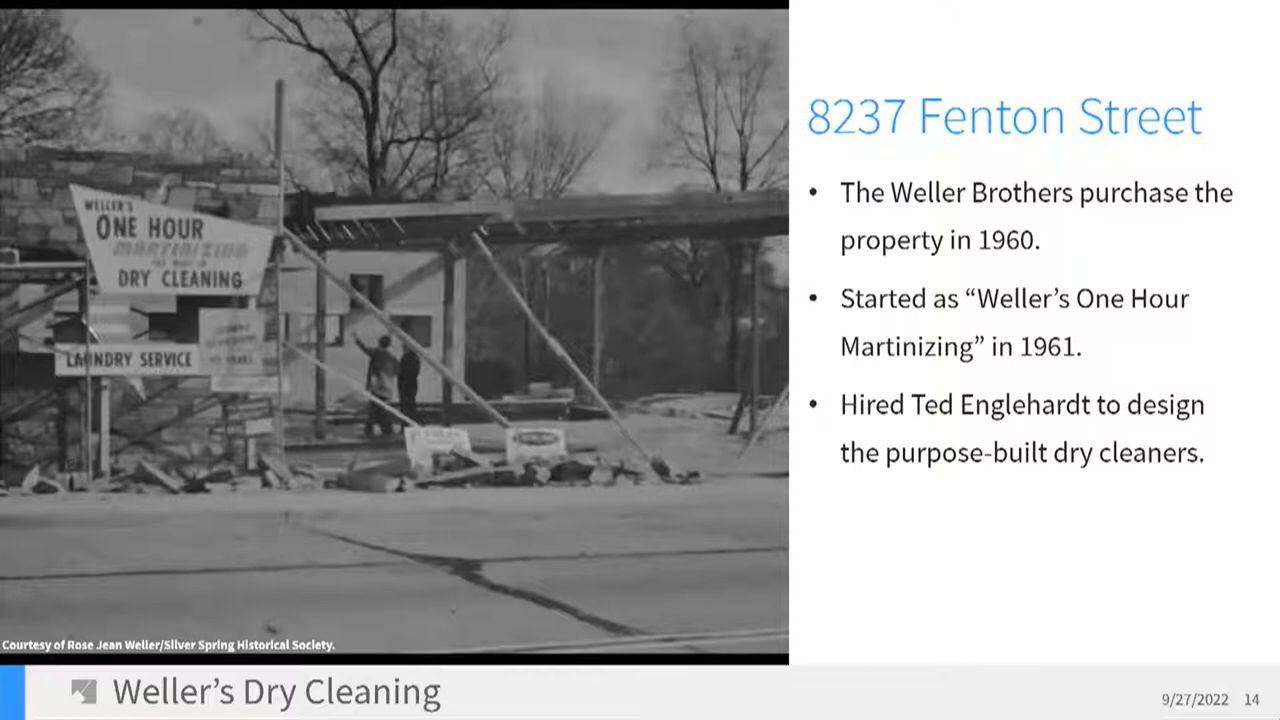 8237 Fenton Street
• The Weller Brothers purchase the
property in 1960.
• Started as “Weller’s One Hour
Martinizing” in 1961.
• Hired Ted Englehardt to design
the purpose-built dry cleaners.
WELLER'S
ONE HOUR
MARTINIZING
DRY CLEANING
LAUNDRY SERVICE
Courtesy of Rose Jean Weller/Silver Spring Historical Society.
Weller’s Dry Cleaning
9/27/2022 14